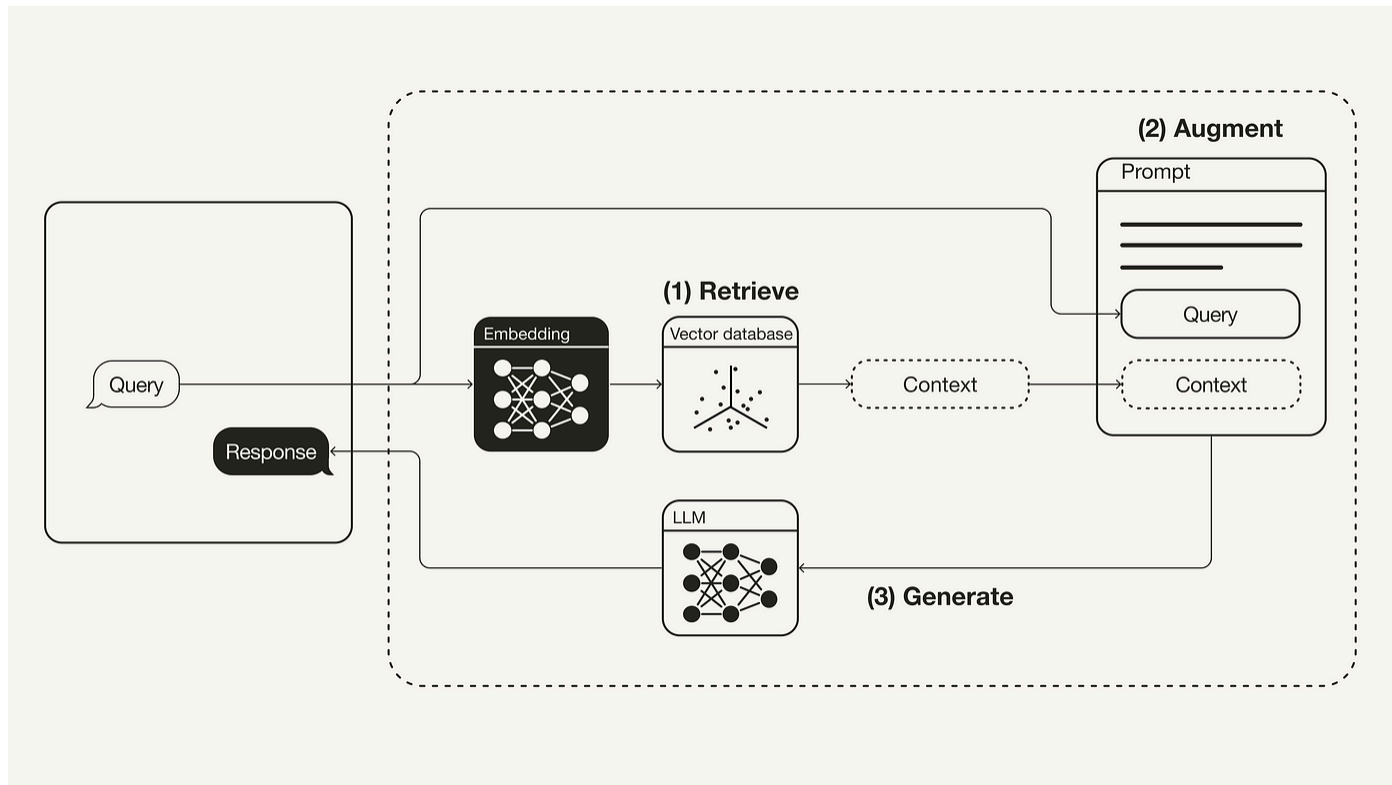 (2) Augment
Prompt
(1) Retrieve
Embedding
Vector database
Query
Query
Context
Context
Response
LLM
(3) Generate